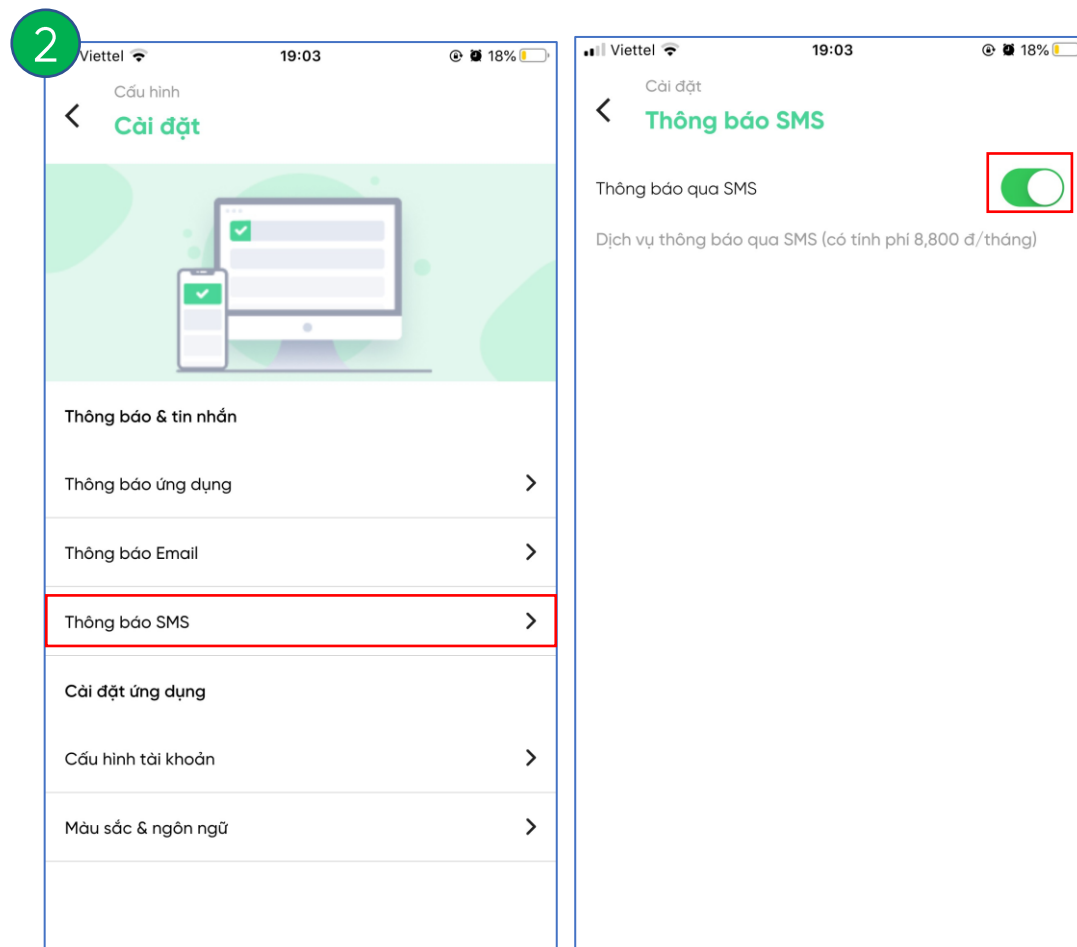 2
Viettel 19:03 18%
Cấu hình
Cài đặt
Thông báo & tin nhắn
Thông báo ứng dụng
Thông báo Email
Thông báo SMS
Cài đặt ứng dụng
Cấu hình tài khoản
Màu sắc & ngôn ngữ
Viettel 19:03 18%
Cài đặt
Thông báo SMS
Thông báo qua SMS
Dịch vụ thông báo qua SMS (có tính phí 8,800 đ/tháng)